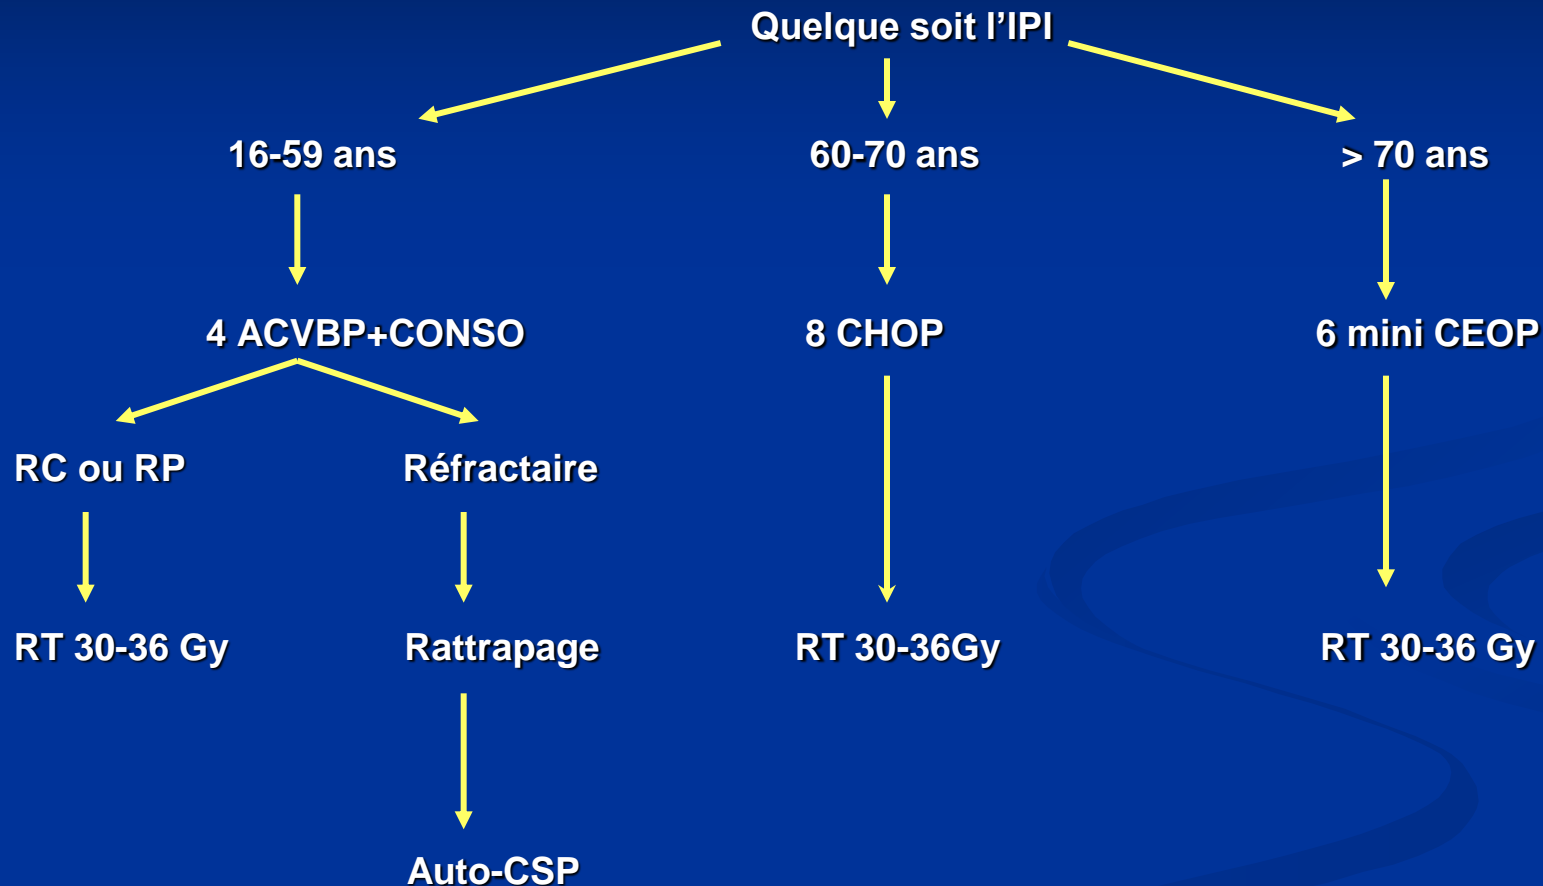 Quelque soit l’IPI
16-59 ans
60-70 ans
> 70 ans
4 ACVBP+CONSO
8 CHOP
6 mini CEOP
RC ou RP
Réfractaire
RT 30-36 Gy
Rattrapage
RT 30-36Gy
RT 30-36 Gy
Auto-CSP